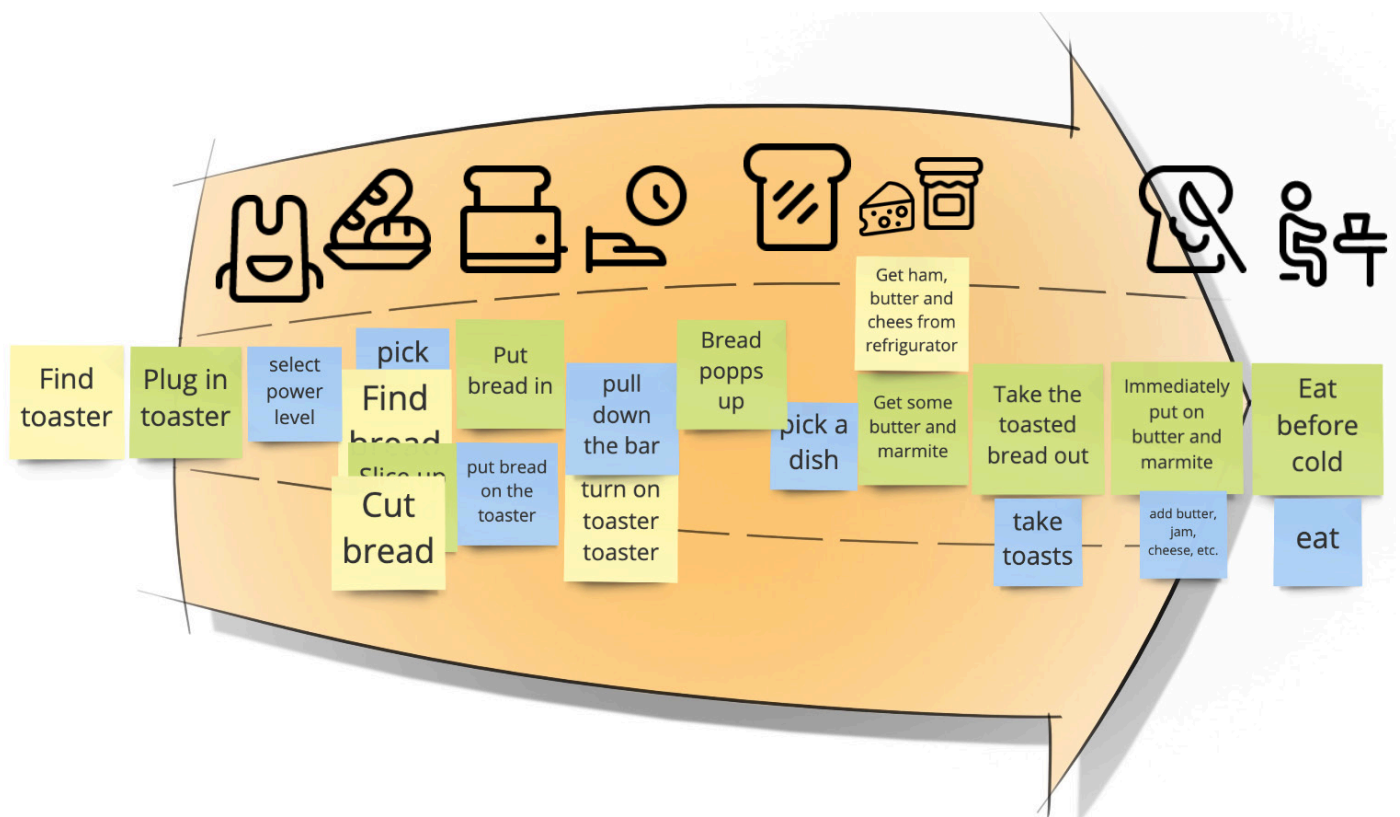 Find
toaster
Plug in
toaster
select
power
level
pick
Find
bread
Slice up
Cut
bread
Put
bread in
put bread
on the
toaster
pull
down
the bar
turn on
toaster
toaster
Bread
popps
up
pick a
dish
Get ham,
butter and
chees from
refrigurator
Get some
butter and
marmite
Take the
toasted
bread out
take
toasts
Immediately
put on
butter and
marmite
add butter,
jam,
cheese, etc.
Eat
before
cold
eat